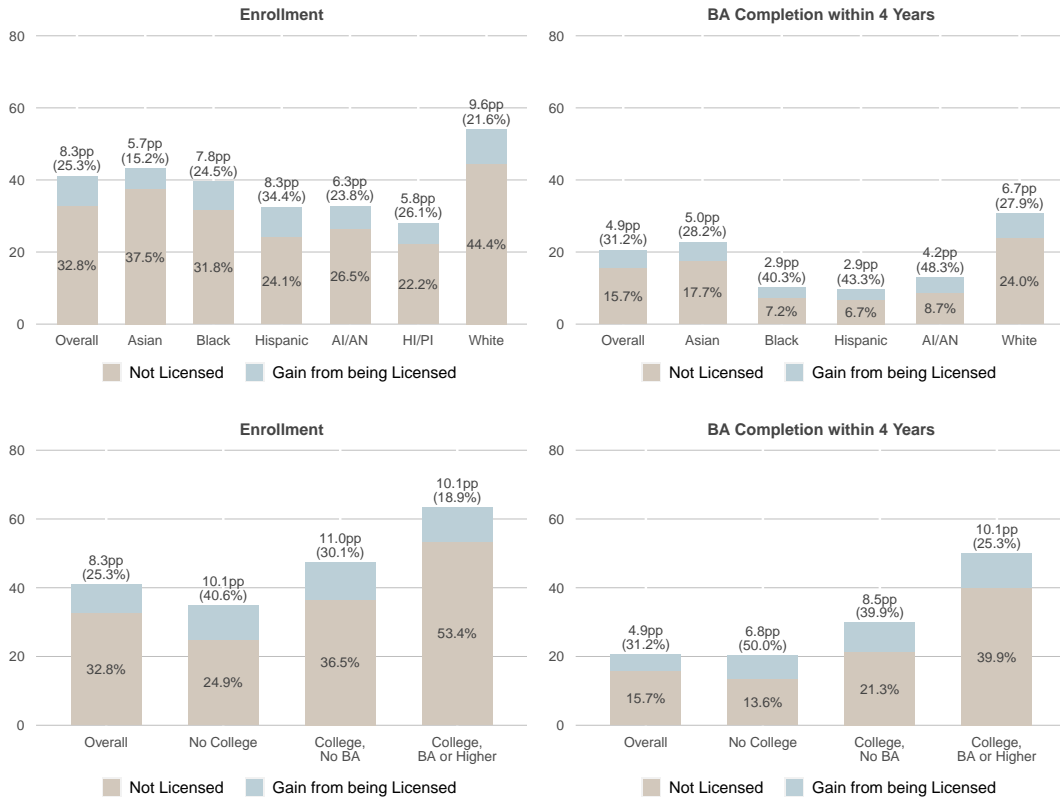 Enrollment
80
60
40
20
0
8.3pp
(25.3%)
5.7pp
(15.2%)
7.8pp
(24.5%)
8.3pp
(34.4%)
6.3pp
(23.8%)
5.8pp
(26.1%)
9.6pp
(21.6%)
32.8%
37.5%
31.8%
24.1%
26.5%
22.2%
44.4%
Overall Asian Black Hispanic AI/AN HI/PI White
Not Licensed Gain from being Licensed
BA Completion within 4 Years
80
60
40
20
0
4.9pp
(31.2%)
5.0pp
(28.2%)
2.9pp
(40.3%)
2.9pp
(43.3%)
4.2pp
(48.3%)
6.7pp
(27.9%)
15.7%
17.7%
7.2%
6.7%
8.7%
24.0%
Overall Asian Black Hispanic AI/AN White
Not Licensed Gain from being Licensed
Enrollment
80
60
40
20
0
8.3pp
(25.3%)
10.1pp
(40.6%)
11.0pp
(30.1%)
10.1pp
(18.9%)
32.8%
24.9%
36.5%
53.4%
Overall
No College
College,
No BA
College,
BA or Higher
Not Licensed Gain from being Licensed
BA Completion within 4 Years
80
60
40
20
0
4.9pp
(31.2%)
6.8pp
(50.0%)
8.5pp
(39.9%)
10.1pp
(25.3%)
15.7%
13.6%
21.3%
39.9%
Overall
No College
College,
No BA
College,
BA or Higher
Not Licensed Gain from being Licensed